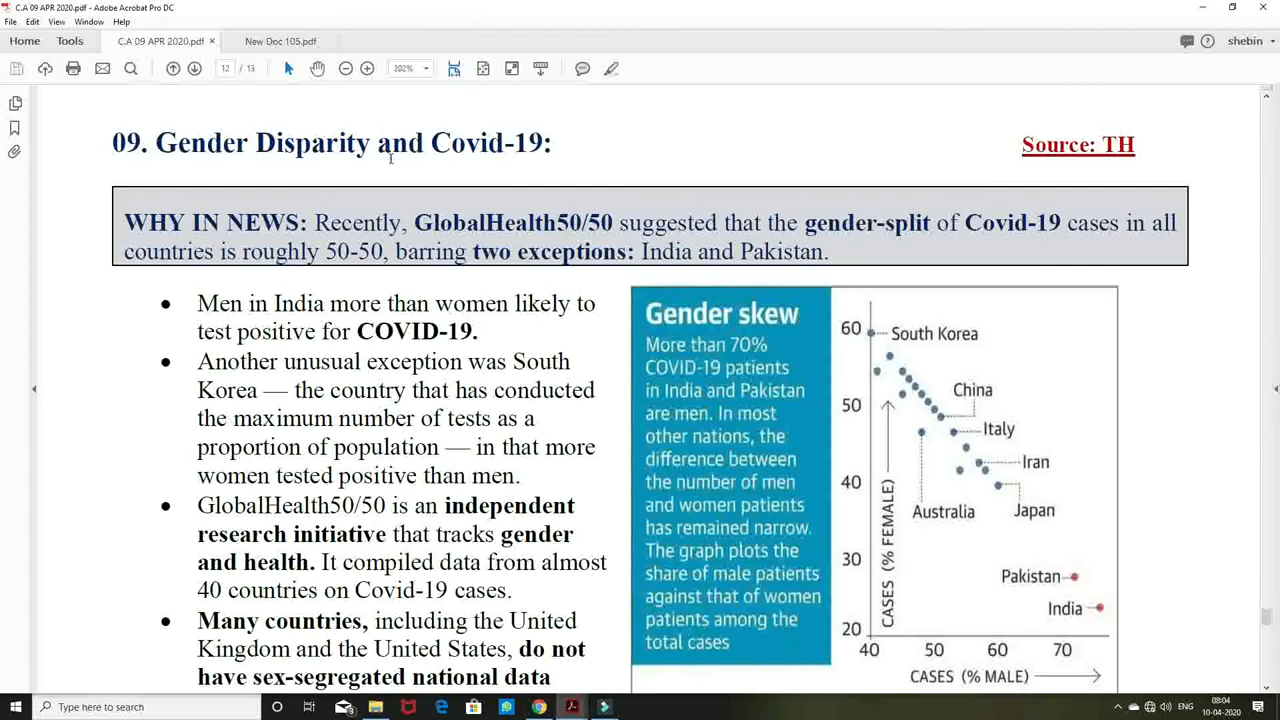 C.A 09 APR 2020.pdf - Adobe Acrobat Pro DC
File Edit View Window Help
Home Tools C.A 09 APR 2020.pdf × New Doc 105.pdf shebin
12 / 13 202%
09. Gender Disparity and Covid-19: Source: TH
WHY IN NEWS: Recently, GlobalHealth50/50 suggested that the gender-split of Covid-19 cases in all
countries is roughly 50-50, barring two exceptions: India and Pakistan.
• Men in India more than women likely to
test positive for COVID-19.
• Another unusual exception was South
Korea — the country that has conducted
the maximum number of tests as a
proportion of population — in that more
women tested positive than men.
• GlobalHealth50/50 is an independent
research initiative that tracks gender
and health. It compiled data from almost
40 countries on Covid-19 cases.
• Many countries, including the United
Kingdom and the United States, do not
have sex-segregated national data
Gender skew
More than 70%
COVID-19 patients
in India and Pakistan
are men. In most
other nations, the
difference between
the number of men
and women patients
has remained narrow.
The graph plots the
share of male patients
against that of women
patients among the
total cases
60
South Korea
China
50
Italy
Iran
40
Australia
Japan
30
Pakistan
India
20
CASES (% FEMALE)
40 50 60 70
CASES (% MALE)
Type here to search
ENG
08:04
10-04-2020